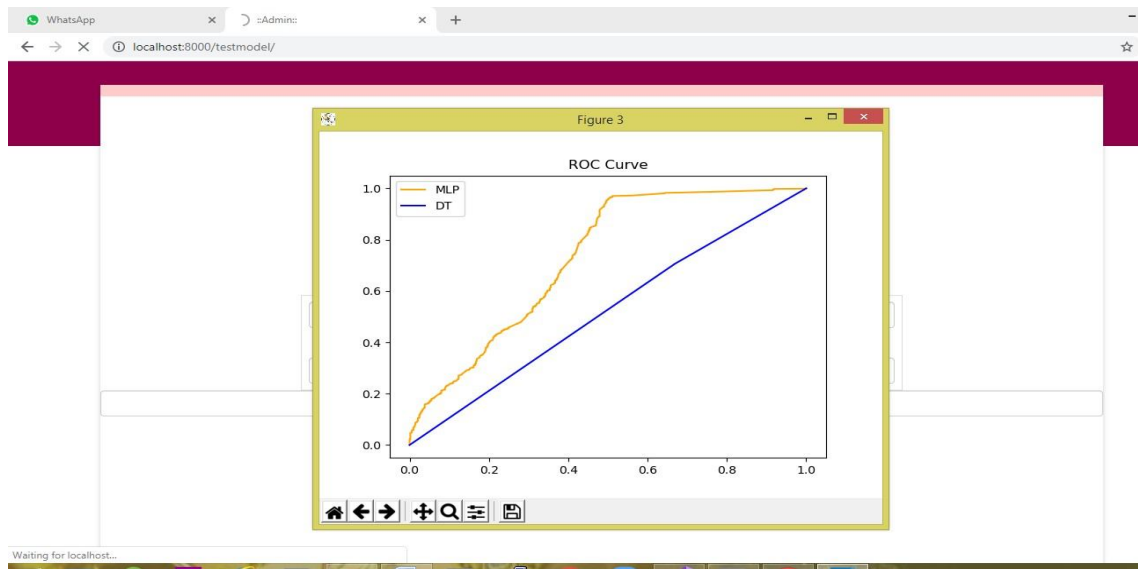 WhatsApp
::Admin::
localhost:8000/testmodel/
Figure 3
ROC Curve
MLP
DT
1.0
0.8
0.6
0.4
0.2
0.0
0.0 0.2 0.4 0.6 0.8 1.0
Waiting for localhost...